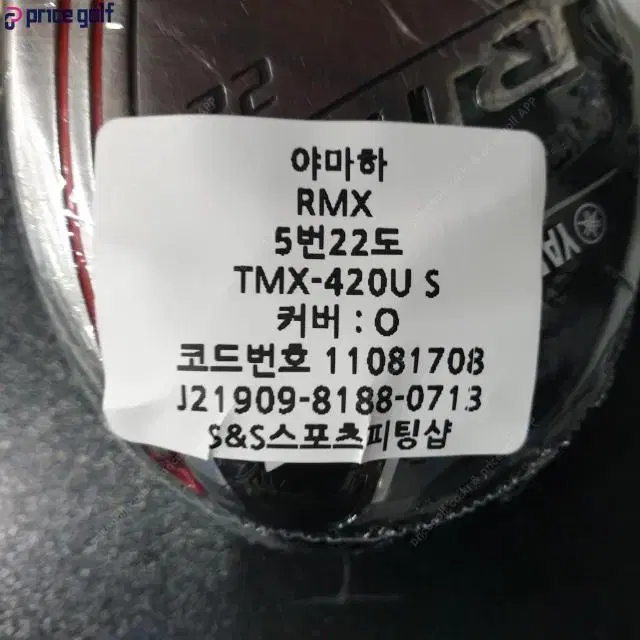 price golf
22
야마하
RMX
5번22도
TMX-420U S
커버 : O
코드번호 11081708
J21909-8188-0713
S&S스포츠피팅샵